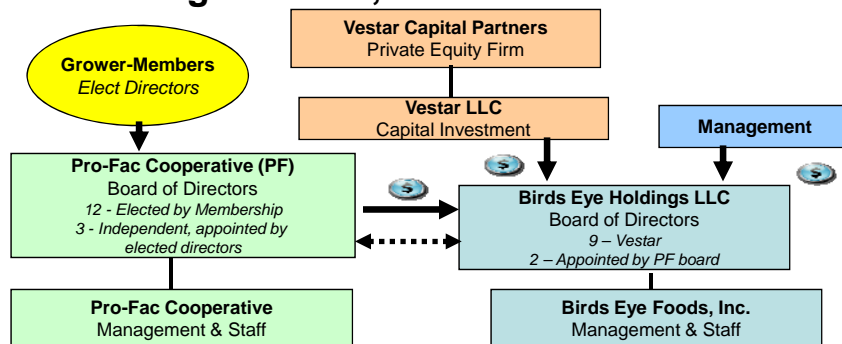 Vestar Capital Partners
Private Equity Firm
Grower-Members
Elect Directors
Vestar LLC
Capital Investment
Management
Pro-Fac Cooperative (PF)
Board of Directors
12 - Elected by Membership
3 - Independent, appointed by
elected directors
$
$
$
Birds Eye Holdings LLC
Board of Directors
9 – Vestar
2 – Appointed by PF board
Pro-Fac Cooperative
Management & Staff
Birds Eye Foods, Inc.
Management & Staff